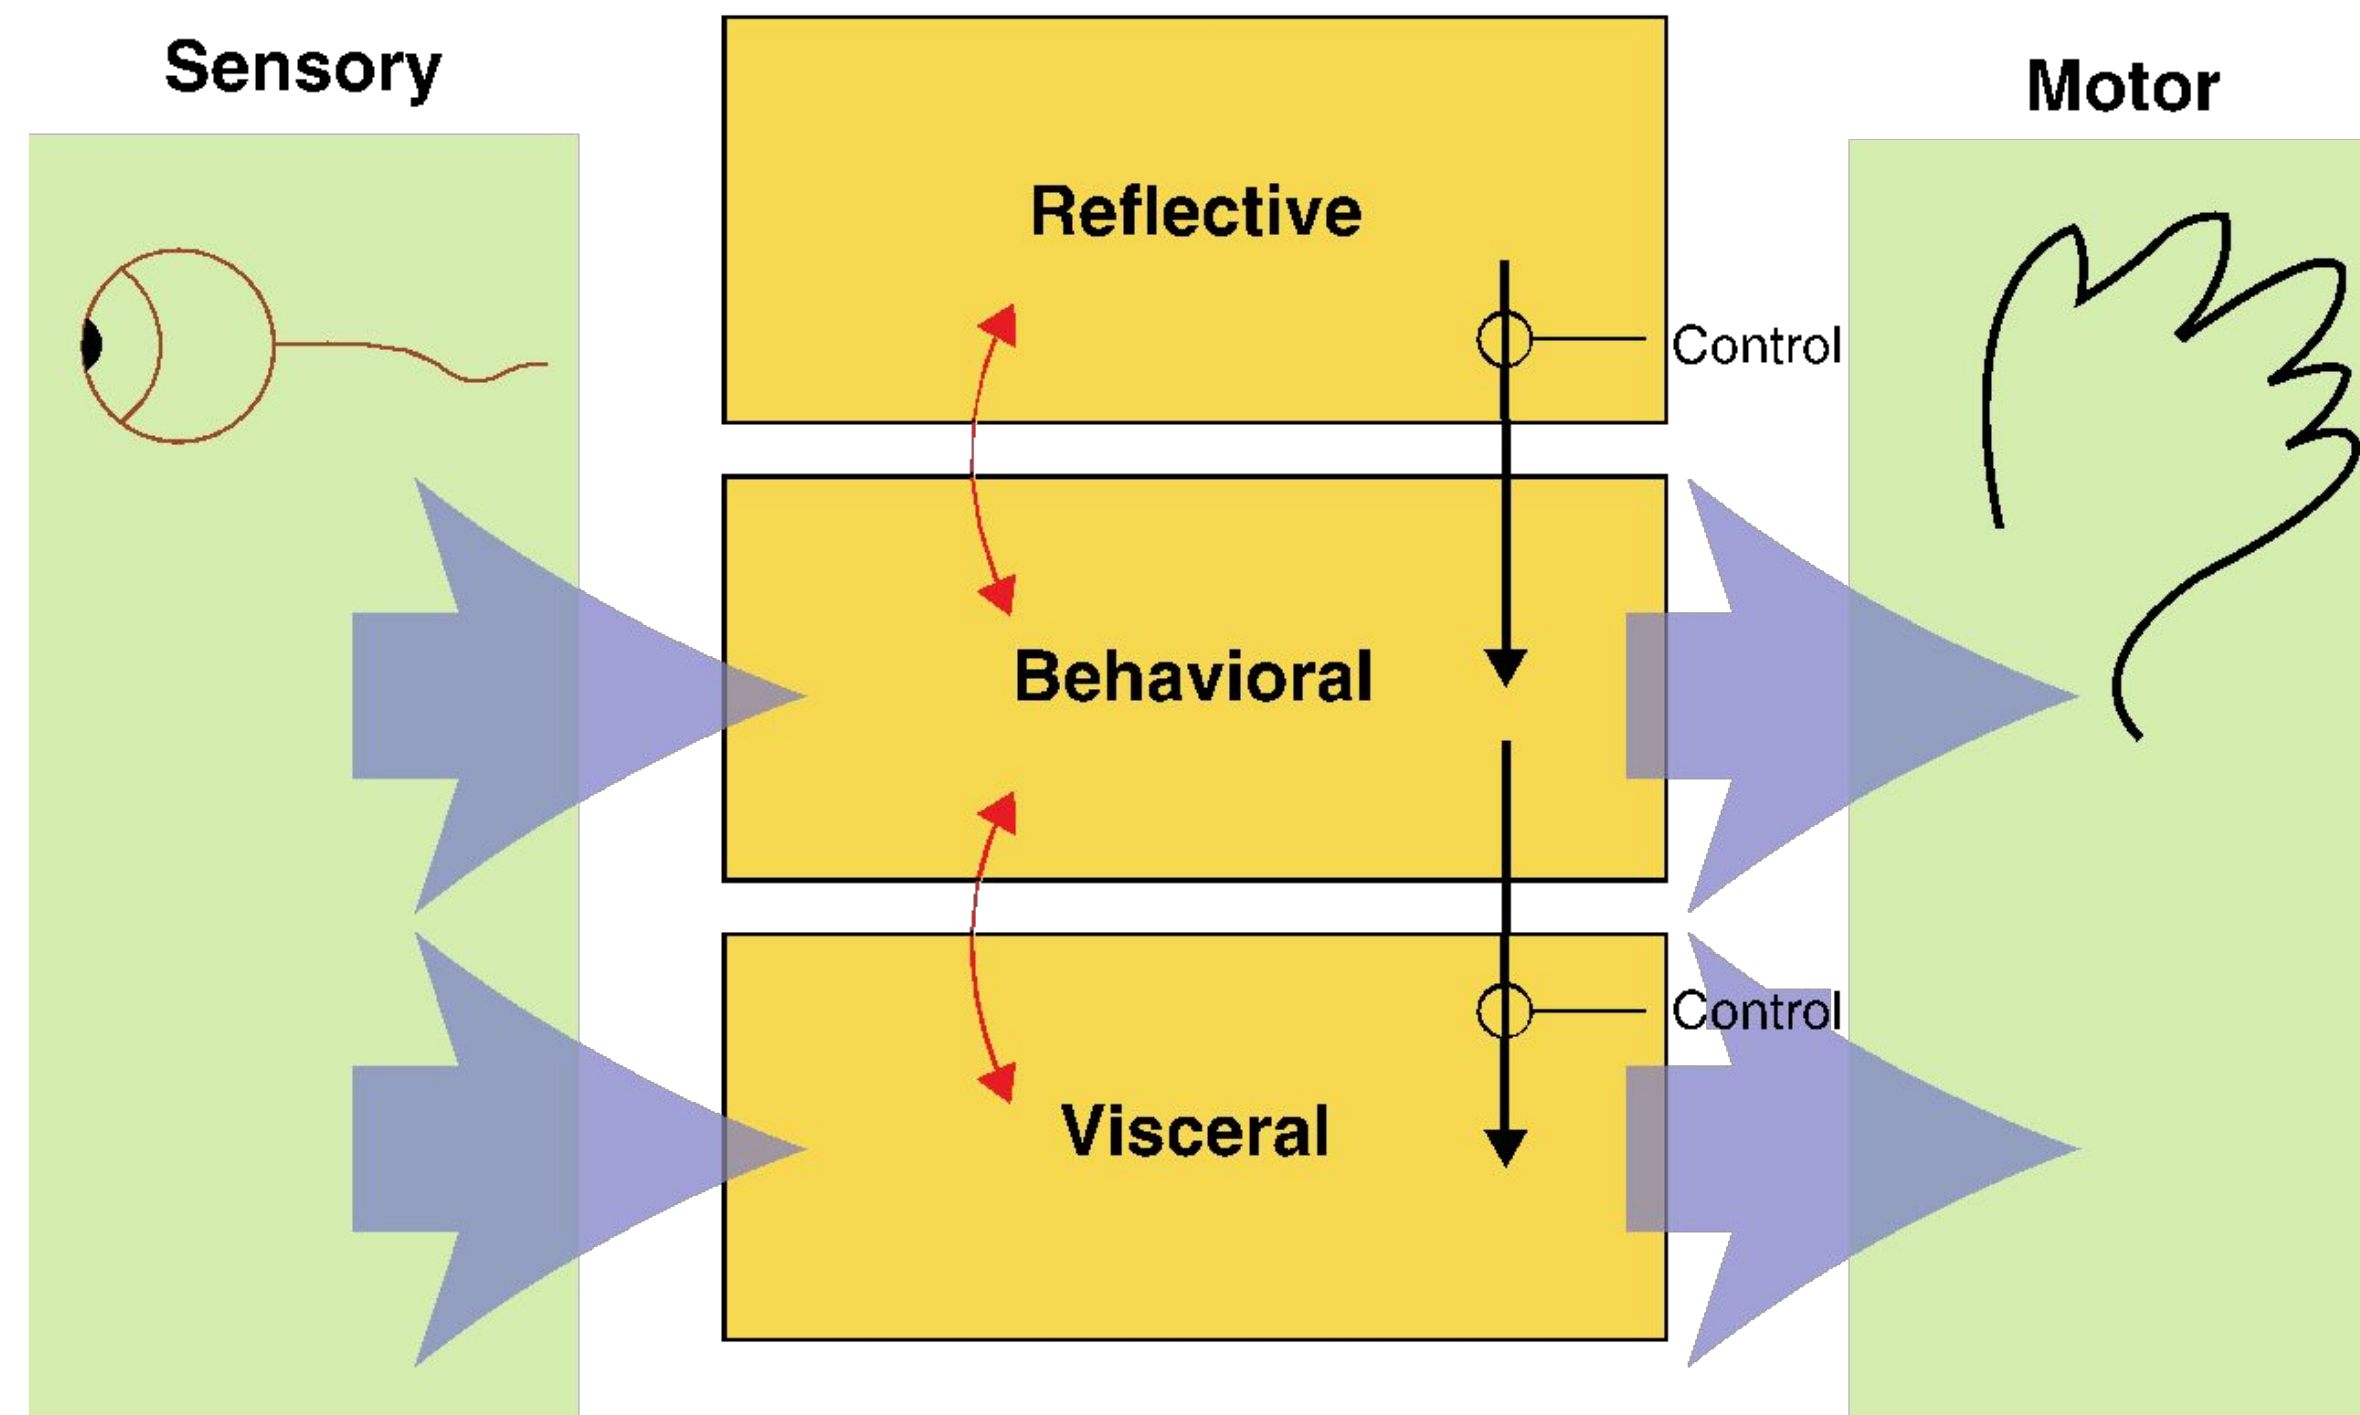 Sensory
Motor
Reflective
Control
Behavioral
Control
Visceral